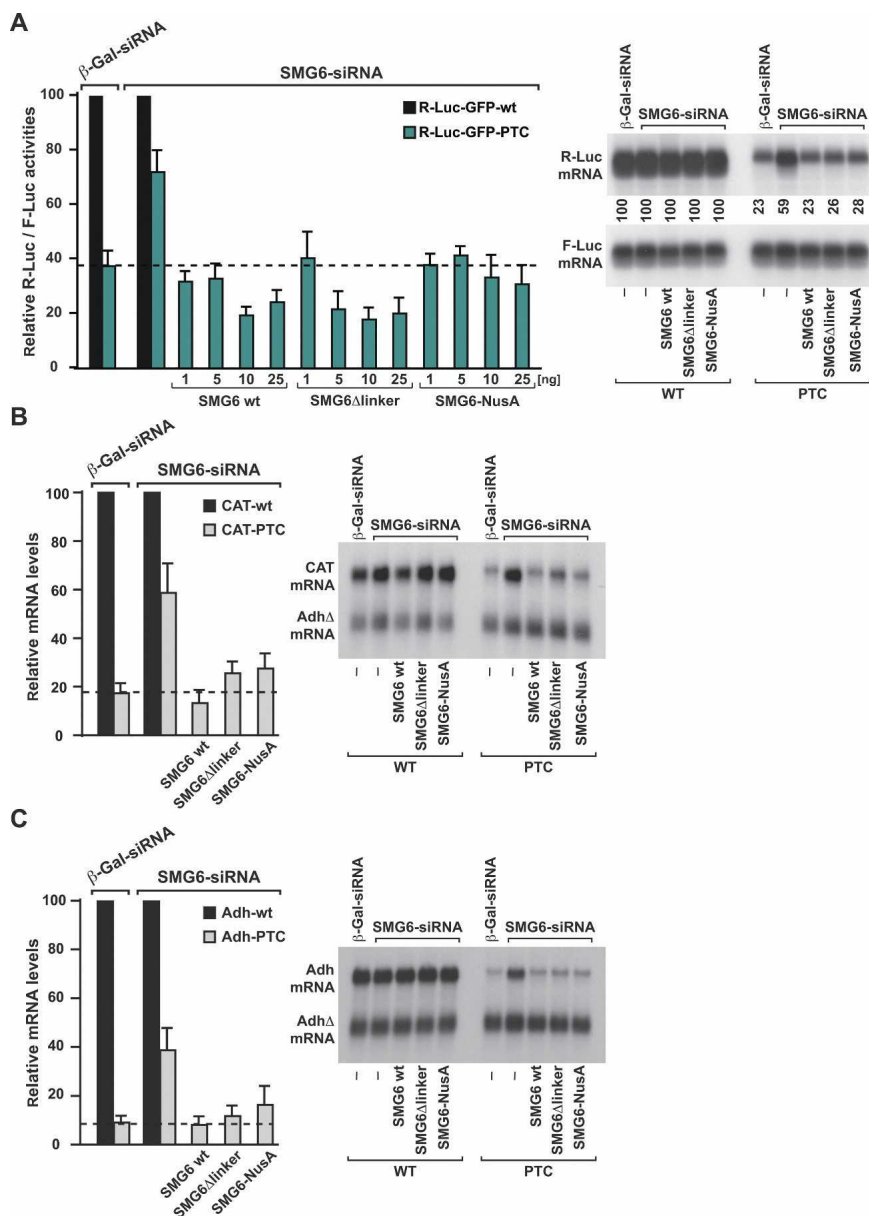 A
β-Gal-siRNA
SMG6-siRNA
R-Luc-GFP-wt
R-Luc-GFP-PTC
Relative R-Luc / F-Luc activities
100
80
60
40
20
0
1 5 10 25 1 5 10 25 1 5 10 25 [ng]
SMG6 wt SMG6Δlinker SMG6-NusA
β-Gal-siRNA
SMG6-siRNA
β-Gal-siRNA
SMG6-siRNA
R-Luc
mRNA
100 100 100 100 100 23 59 23 26 28
F-Luc
mRNA
– – SMG6 wt SMG6Δlinker SMG6-NusA – – SMG6 wt SMG6Δlinker SMG6-NusA
WT PTC
B
β-Gal-siRNA
SMG6-siRNA
CAT-wt
CAT-PTC
Relative mRNA levels
100
80
60
40
20
0
SMG6 wt
SMG6Δlinker
SMG6-NusA
β-Gal-siRNA
SMG6-siRNA
β-Gal-siRNA
SMG6-siRNA
CAT
mRNA
AdhΔ
mRNA
– – SMG6 wt SMG6Δlinker SMG6-NusA – – SMG6 wt SMG6Δlinker SMG6-NusA
WT PTC
C
β-Gal-siRNA
SMG6-siRNA
Adh-wt
Adh-PTC
Relative mRNA levels
100
80
60
40
20
0
SMG6 wt
SMG6Δlinker
SMG6-NusA
β-Gal-siRNA
SMG6-siRNA
β-Gal-siRNA
SMG6-siRNA
Adh
mRNA
AdhΔ
mRNA
– – SMG6 wt SMG6Δlinker SMG6-NusA – – SMG6 wt SMG6Δlinker SMG6-NusA
WT PTC